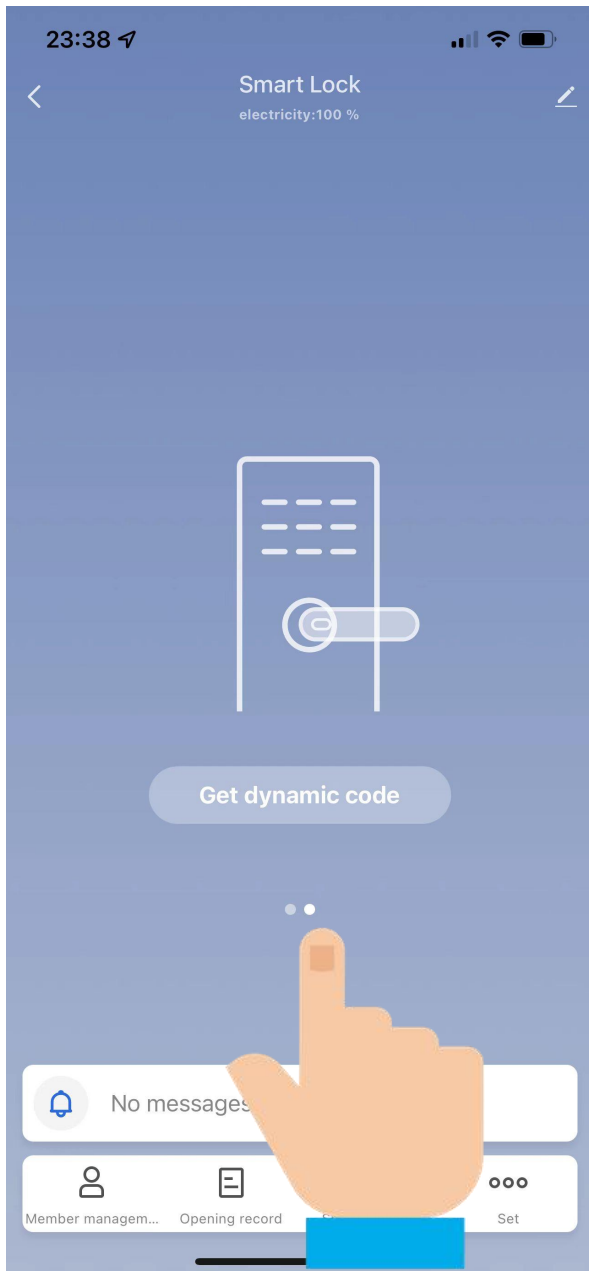 23:38
Smart Lock
electricity:100 %
Get dynamic code
No messages
Member managem...
Opening record
Set